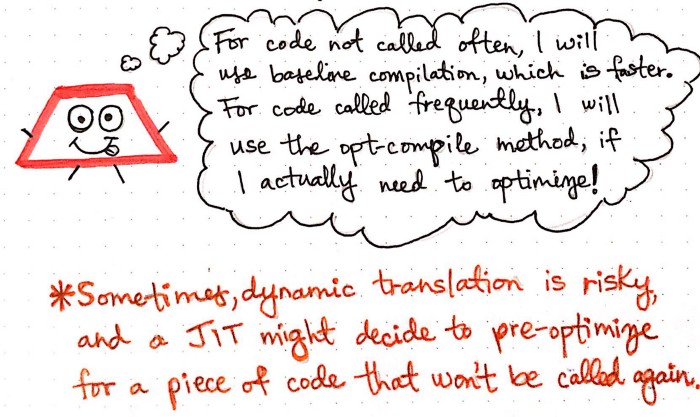 For code not called often, I will
use baseline compilation, which is faster.
For code called frequently, I will
use the opt-compile method, if
I actually need to optimize!
*Sometimes, dynamic translation is risky,
and a JIT might decide to pre-optimize
for a piece of code that won't be called again.